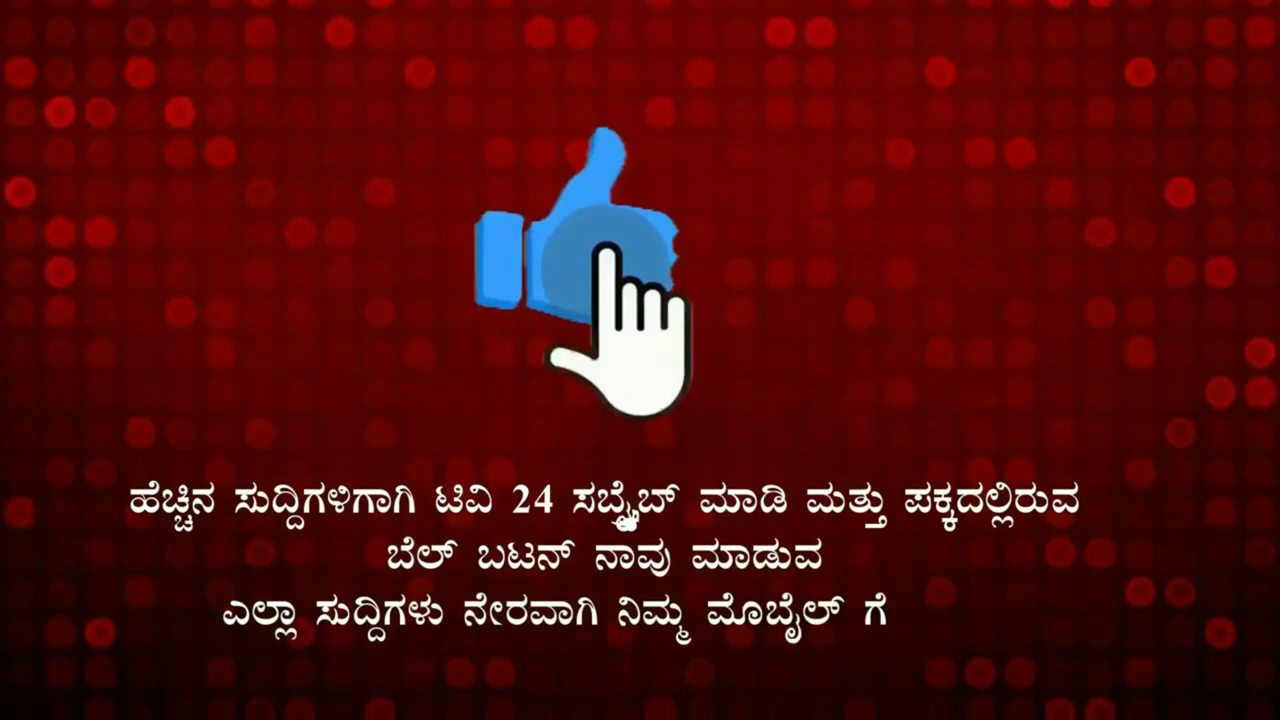 ಹೆಚ್ಚಿನ ಸುದ್ದಿಗಳಿಗಾಗಿ ಟಿವಿ 24 ಸಬ್ಸ್ಕ್ರೈಬ್ ಮಾಡಿ ಮತ್ತು ಪಕ್ಕದಲ್ಲಿರುವ
ಬೆಲ್ ಬಟನ್ ನಾವು ಮಾಡುವ
ಎಲ್ಲಾ ಸುದ್ದಿಗಳು ನೇರವಾಗಿ ನಿಮ್ಮ ಮೊಬೈಲ್ ಗೆ